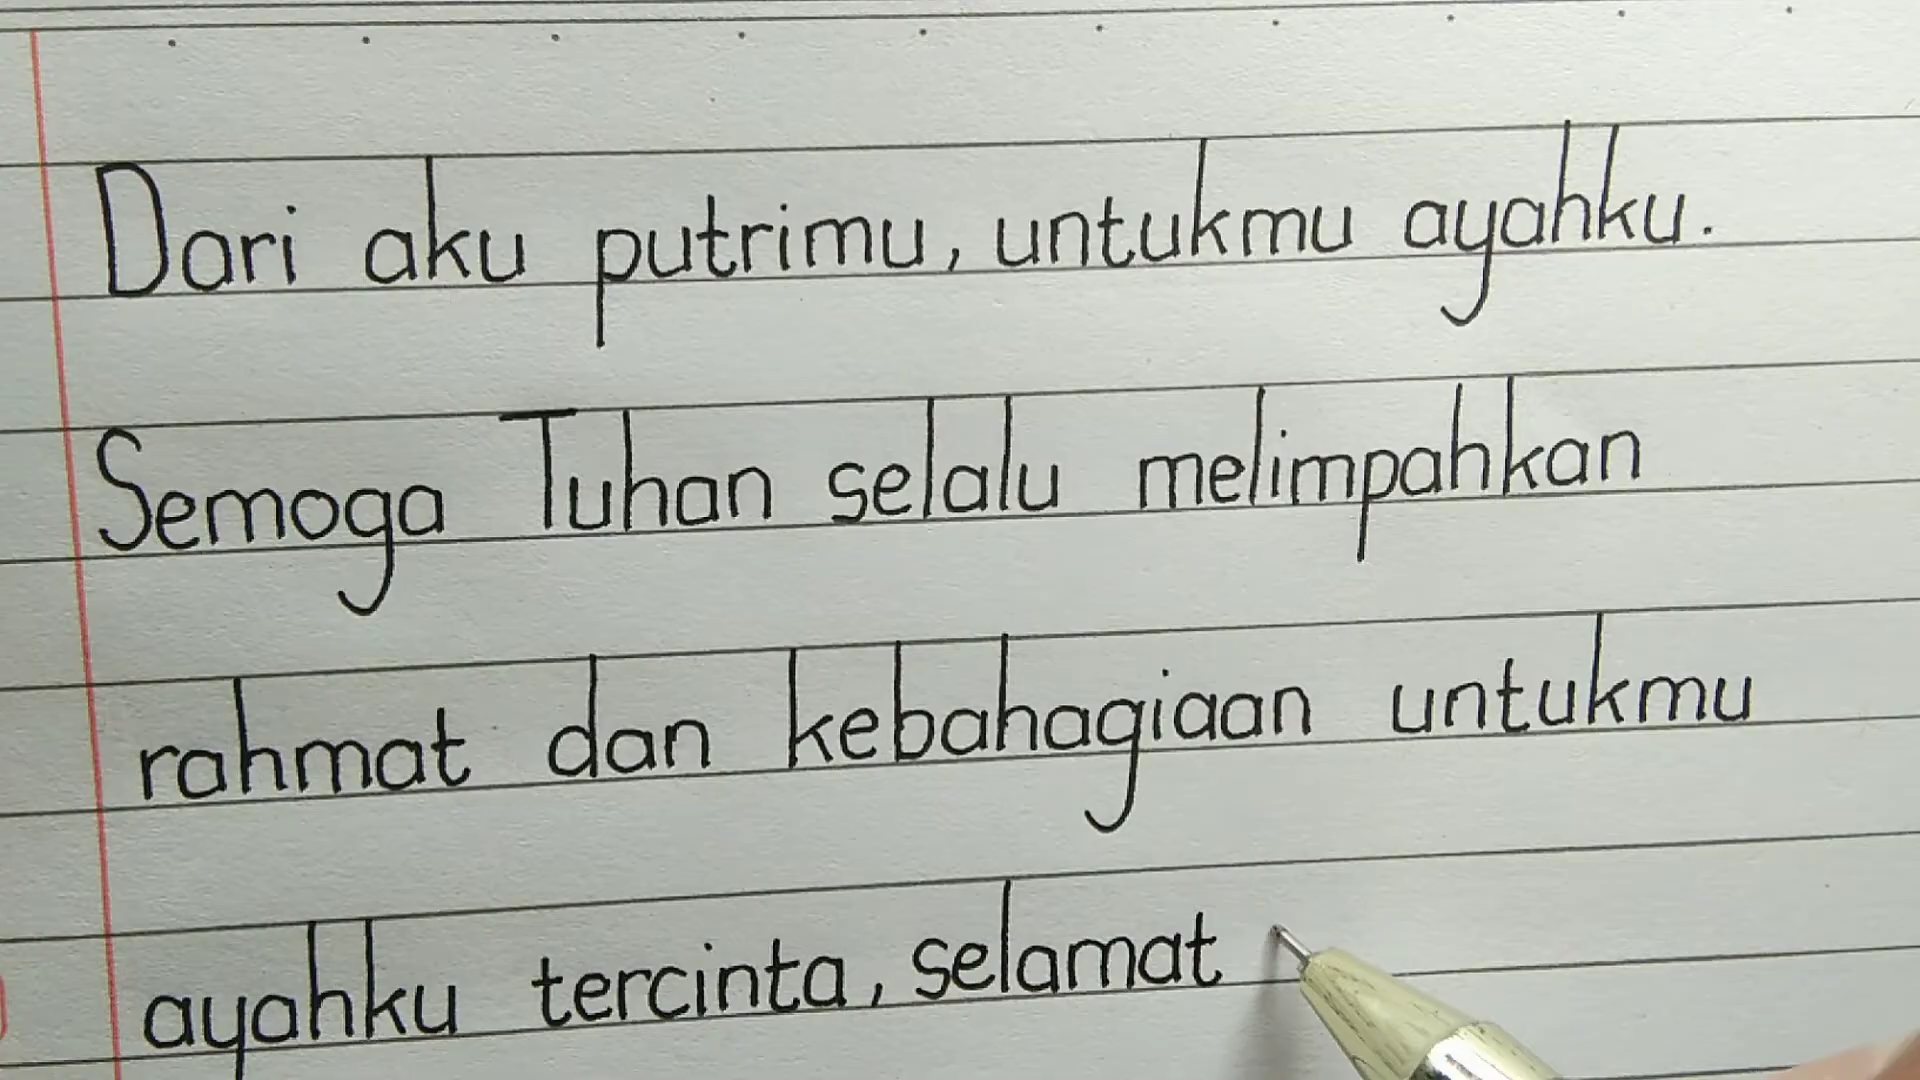 Dari aku putrimu, untukmu ayahku.
Semoga Tuhan selalu melimpahkan
rahmat dan kebahagiaan untukmu
ayahku tercinta, selamat